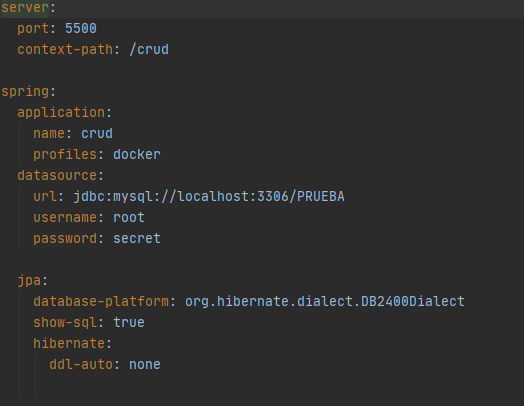 server:
  port: 5500
  context-path: /crud

spring:
  application:
    name: crud
    profiles: docker
  datasource:
    url: jdbc:mysql://localhost:3306/PRUEBA
    username: root
    password: secret

  jpa:
    database-platform: org.hibernate.dialect.DB2400Dialect
    show-sql: true
    hibernate:
      ddl-auto: none